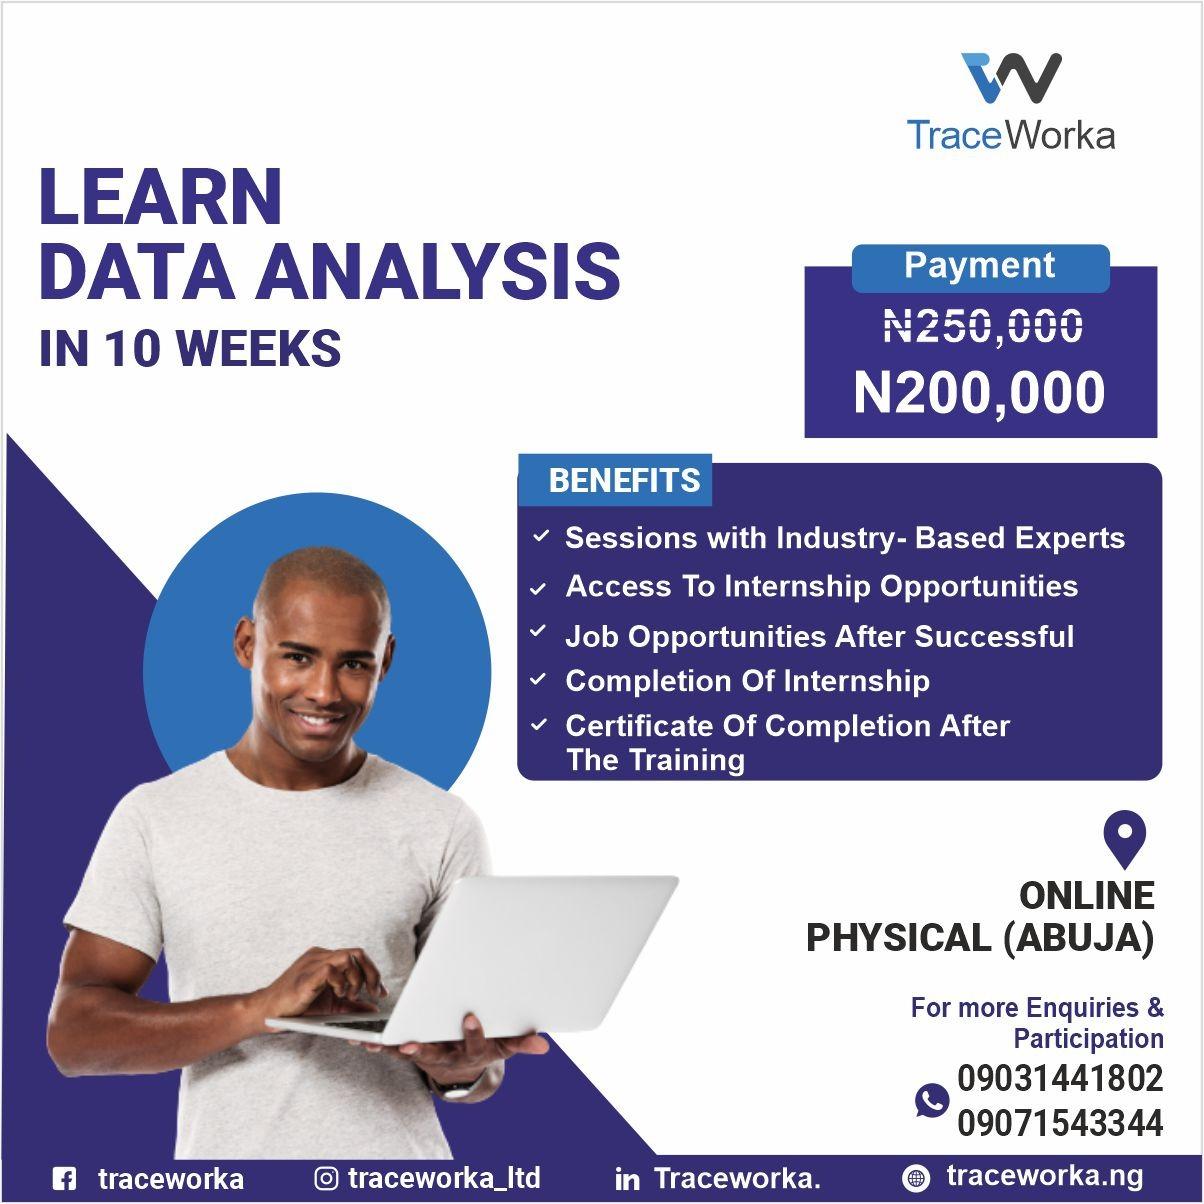 TraceWorka
LEARN
DATA ANALYSIS
IN 10 WEEKS
Payment
N250,000
N200,000
BENEFITS
Sessions with Industry- Based Experts
Access To Internship Opportunities
Job Opportunities After Successful
Completion Of Internship
Certificate Of Completion After
The Training
ONLINE
PHYSICAL (ABUJA)
For more Enquiries &
Participation
09031441802
09071543344
traceworka
traceworka_ltd
in Traceworka.
traceworka.ng